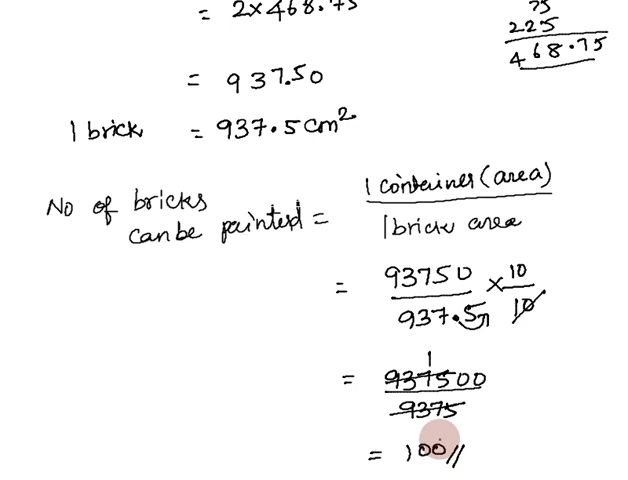 = 2×468.75
75
225
468.75
= 937.50
1 brick = 937.5cm²
No of bricks
can be painted = 1 container (area)
1 brick area
= 93750 × 10
937.5 10
= 1
937500
9375
= 100//